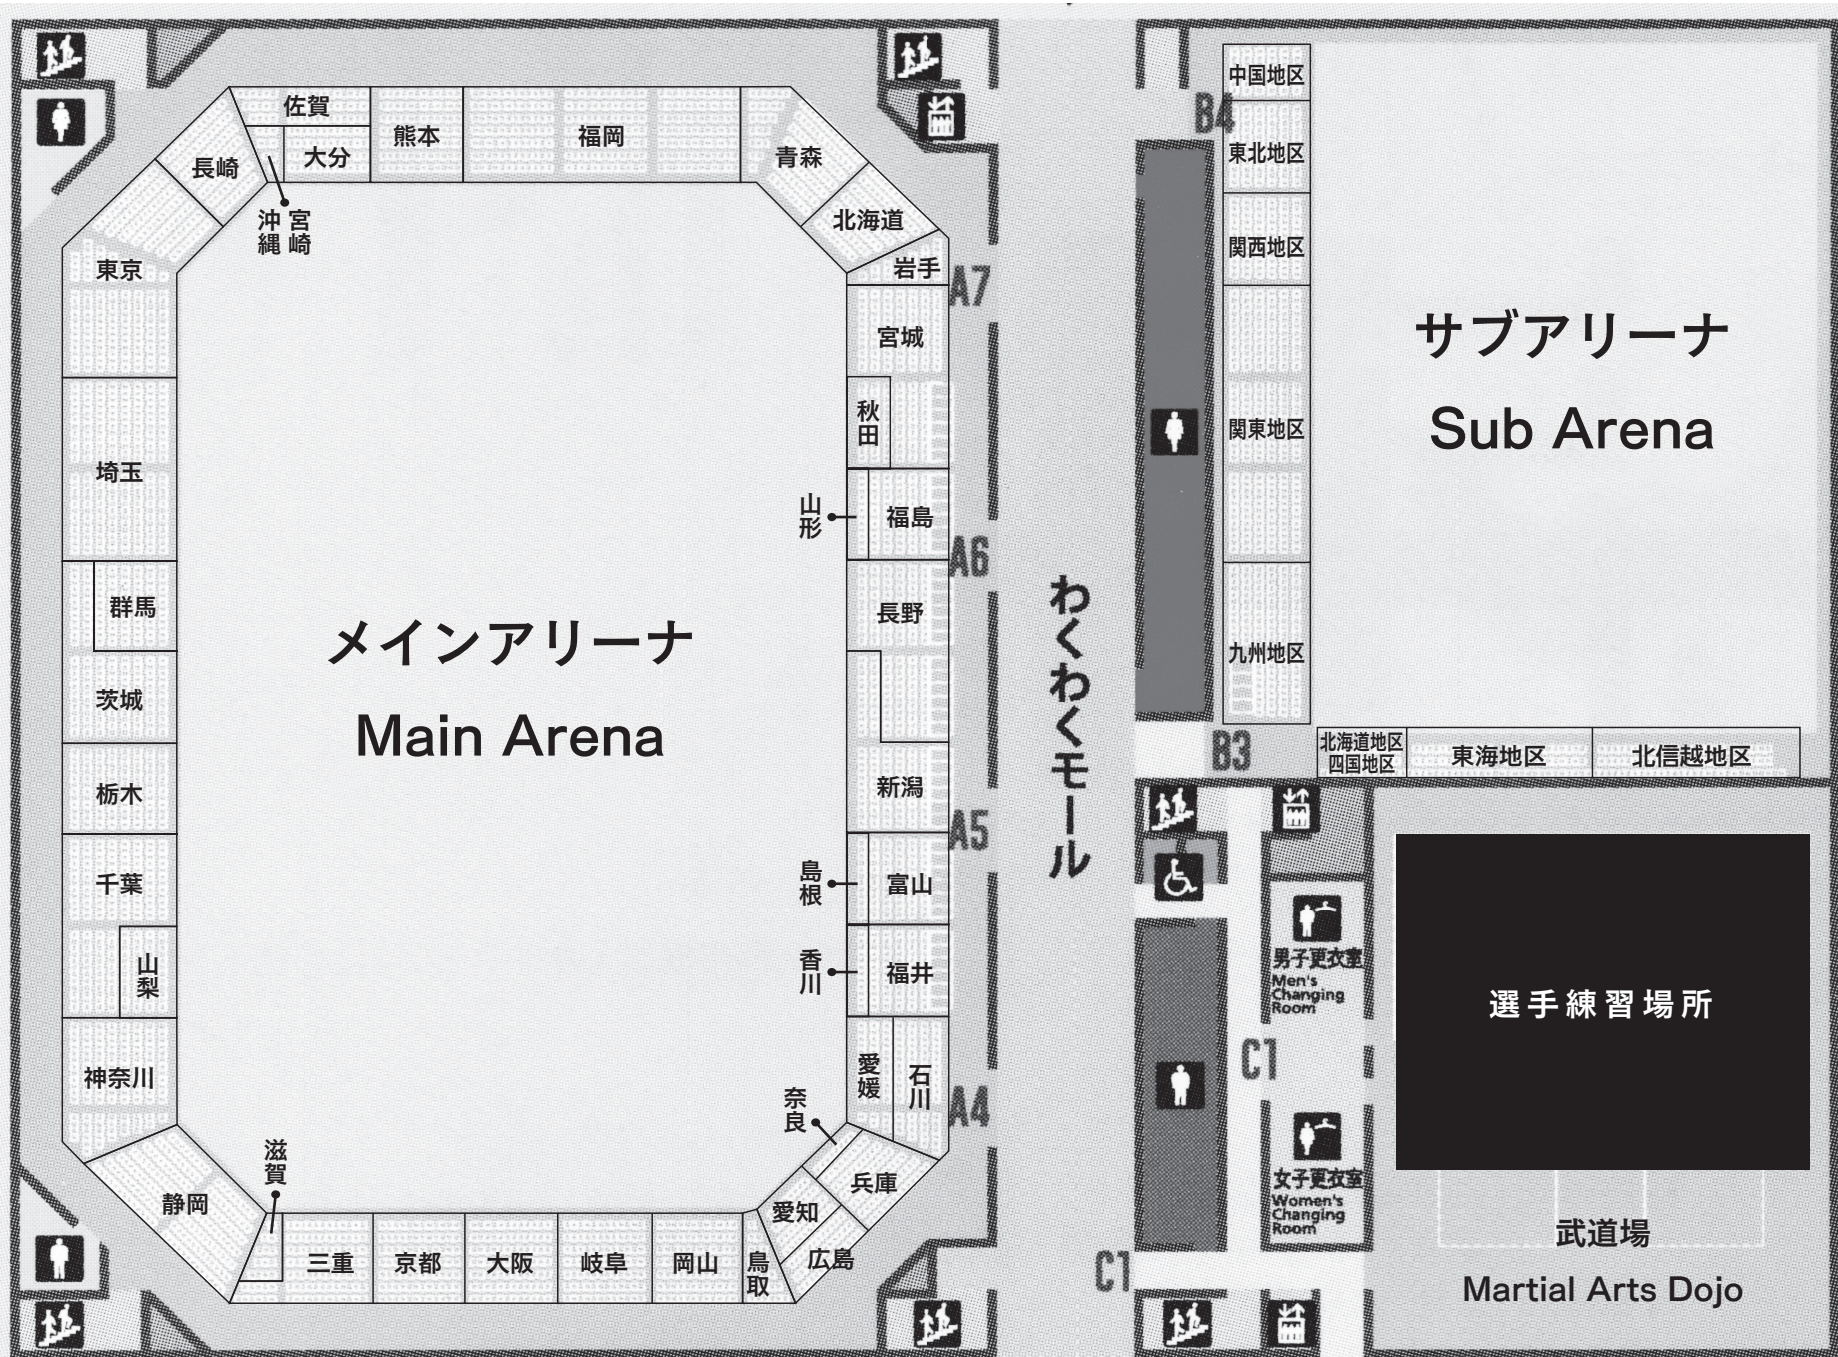 佐賀
大分
熊本
福岡
青森
長崎
沖縄
宮崎
北海道
岩手
東京
宮城
秋田
埼玉
山形
福島
群馬
長野
茨城
栃木
新潟
千葉
島根
富山
山梨
香川
福井
神奈川
愛媛
石川
奈良
滋賀
静岡
兵庫
愛知
広島
三重
京都
大阪
岐阜
岡山
鳥取
メインアリーナ
Main Arena
A7
A6
A5
A4
わくわくモール
B4
B3
C1
C1
中国地区
東北地区
関西地区
関東地区
九州地区
サブアリーナ
Sub Arena
北海道地区
四国地区
東海地区
北信越地区
男子更衣室
Men's
Changing
Room
女子更衣室
Women's
Changing
Room
選手練習場所
武道場
Martial Arts Dojo